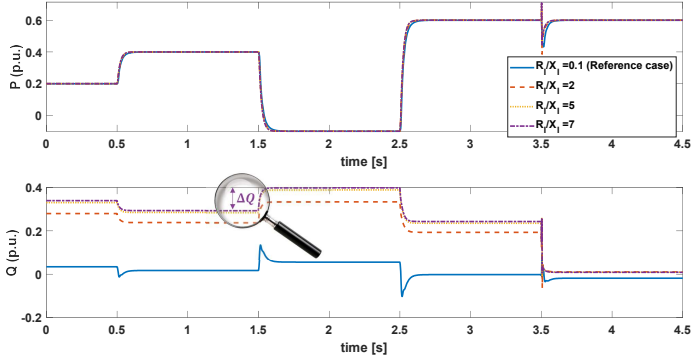 0.6
0.4
0.2
0
P (p.u.)
R_l/X_l =0.1 (Reference case)
R_l/X_l =2
R_l/X_l =5
R_l/X_l =7
0 0.5 1 1.5 2 2.5 3 3.5 4 4.5
time [s]
0.4
0.2
0
-0.2
Q (p.u.)
ΔQ
0 0.5 1 1.5 2 2.5 3 3.5 4 4.5
time [s]